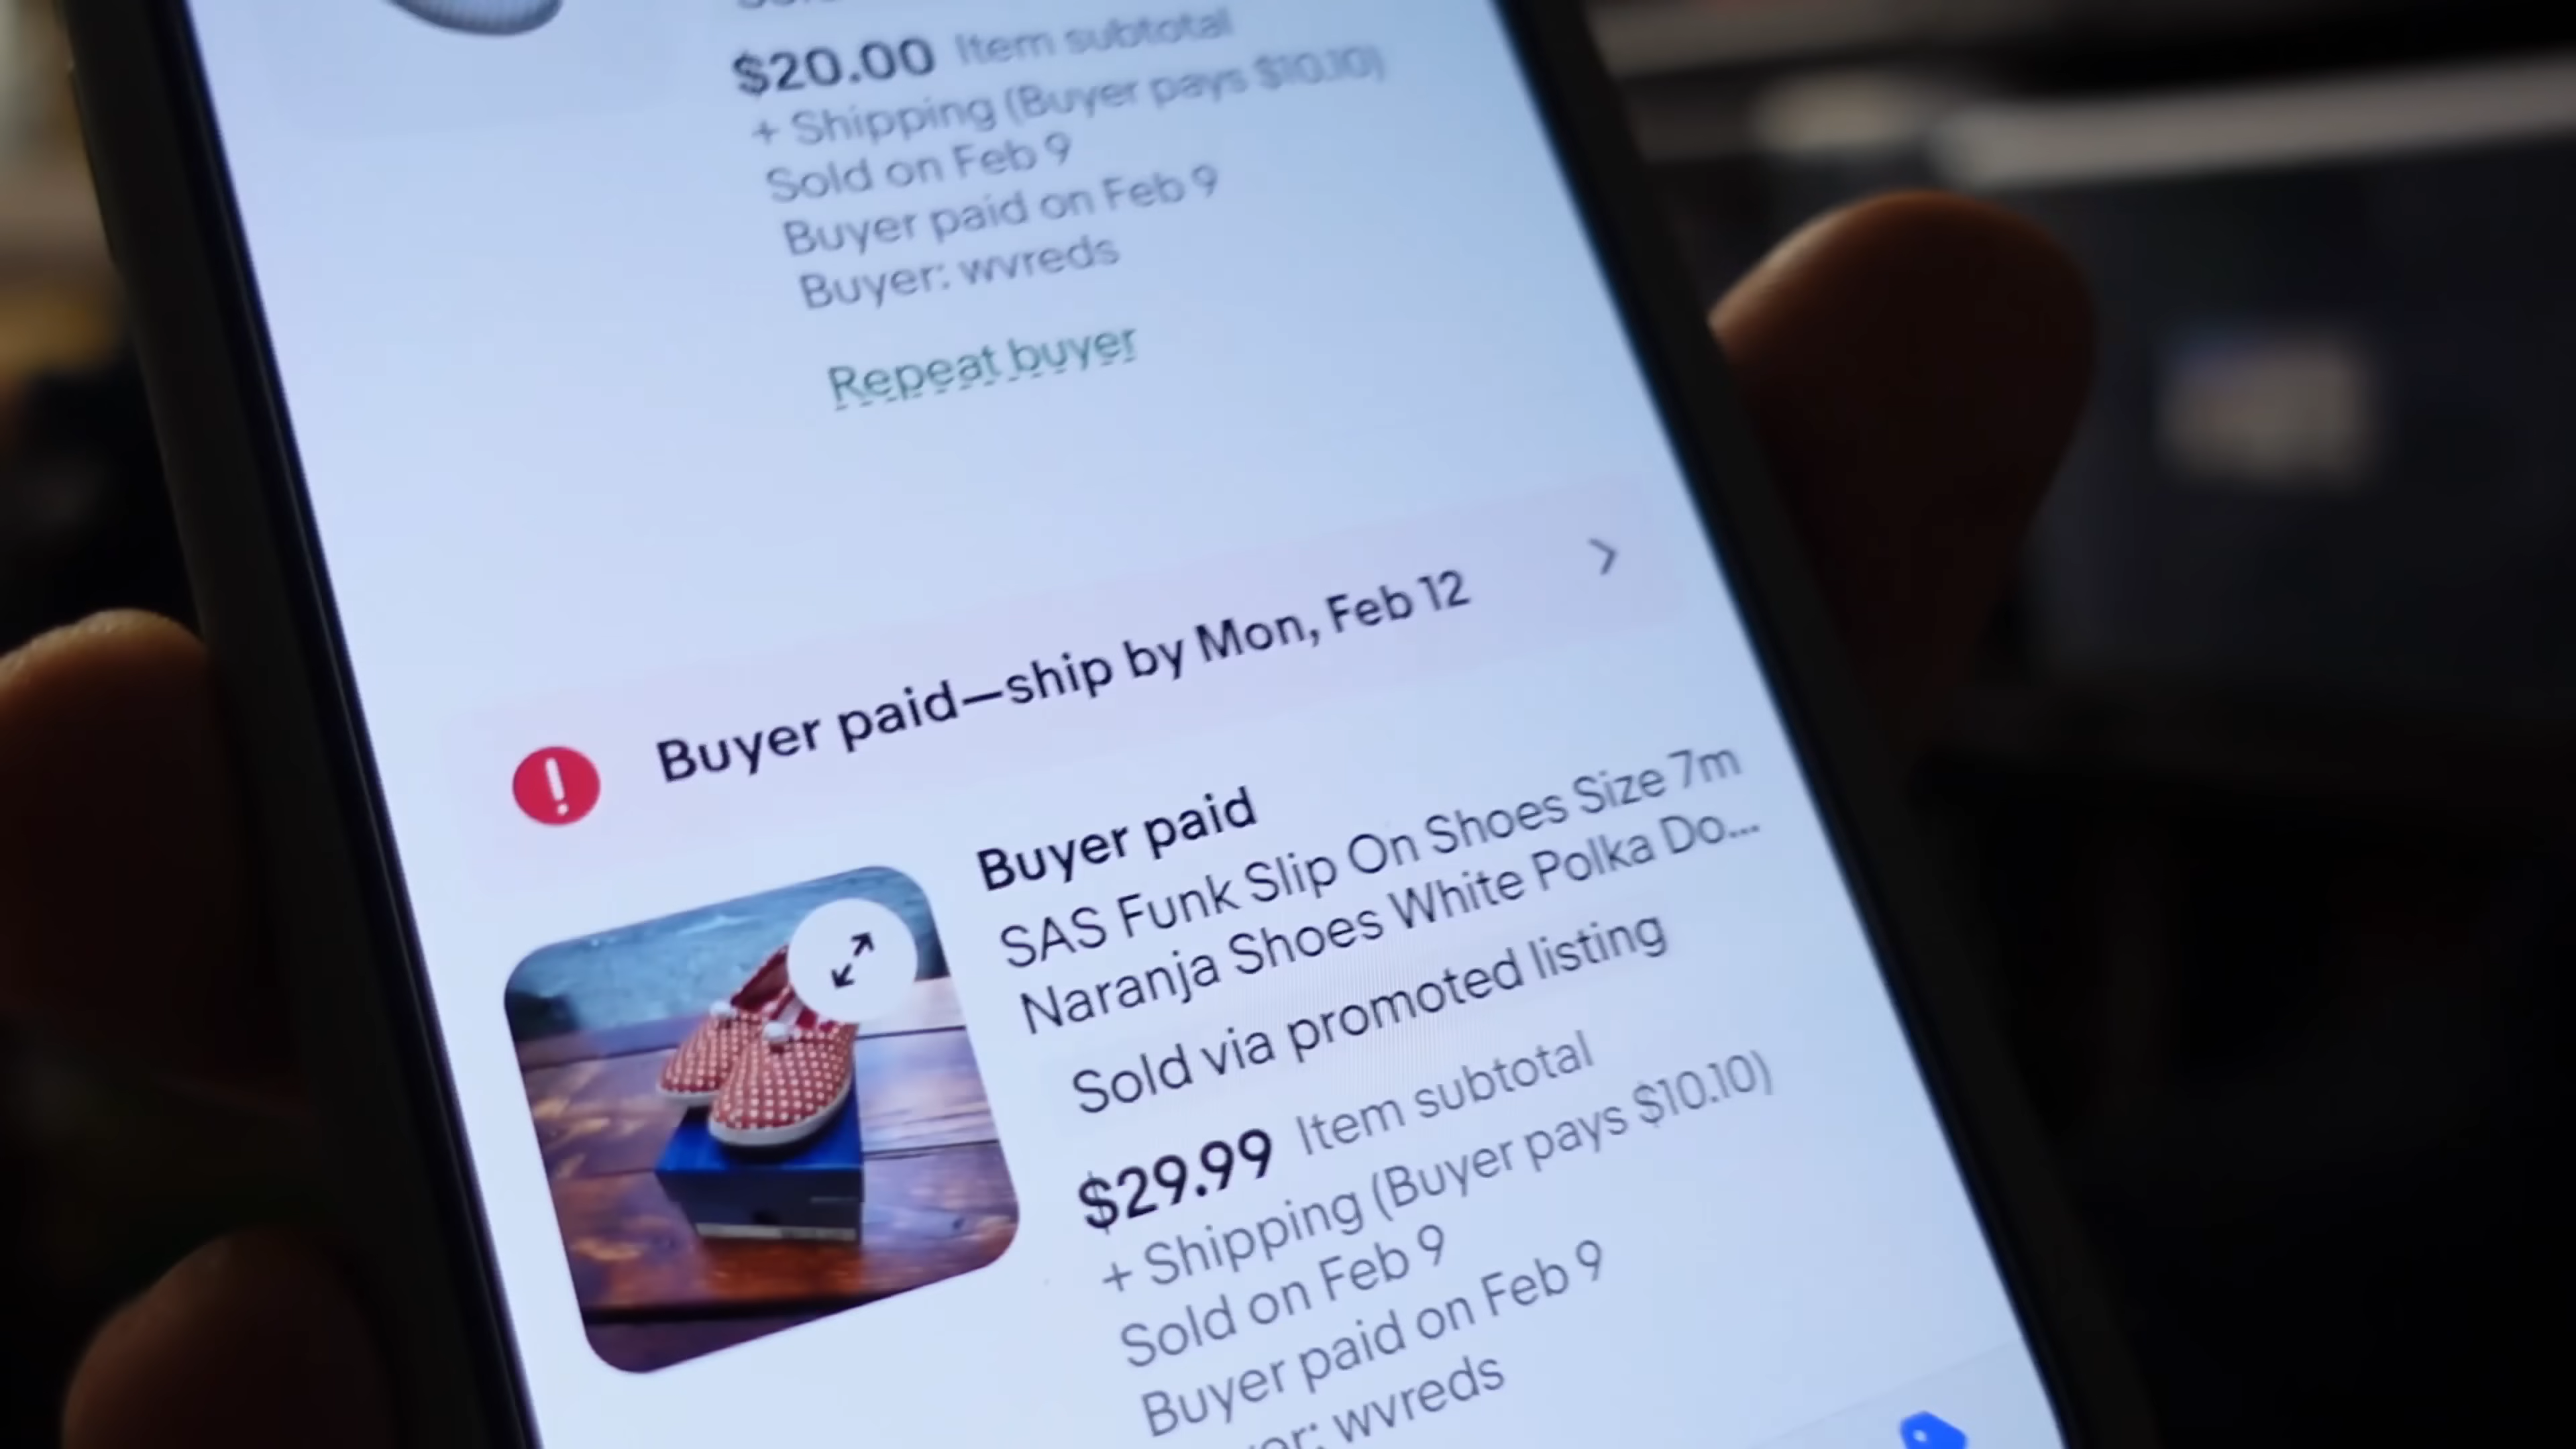 $20.00 Item subtotal
+ Shipping (Buyer pays $10.10)
Sold on Feb 9
Buyer paid on Feb 9
Buyer: wvreds
Repeat buyer
Buyer paid—ship by Mon, Feb 12
Buyer paid
SAS Funk Slip On Shoes Size 7m
Naranja Shoes White Polka Do...
Sold via promoted listing
$29.99 Item subtotal
+ Shipping (Buyer pays $10.10)
Sold on Feb 9
Buyer paid on Feb 9
wvreds